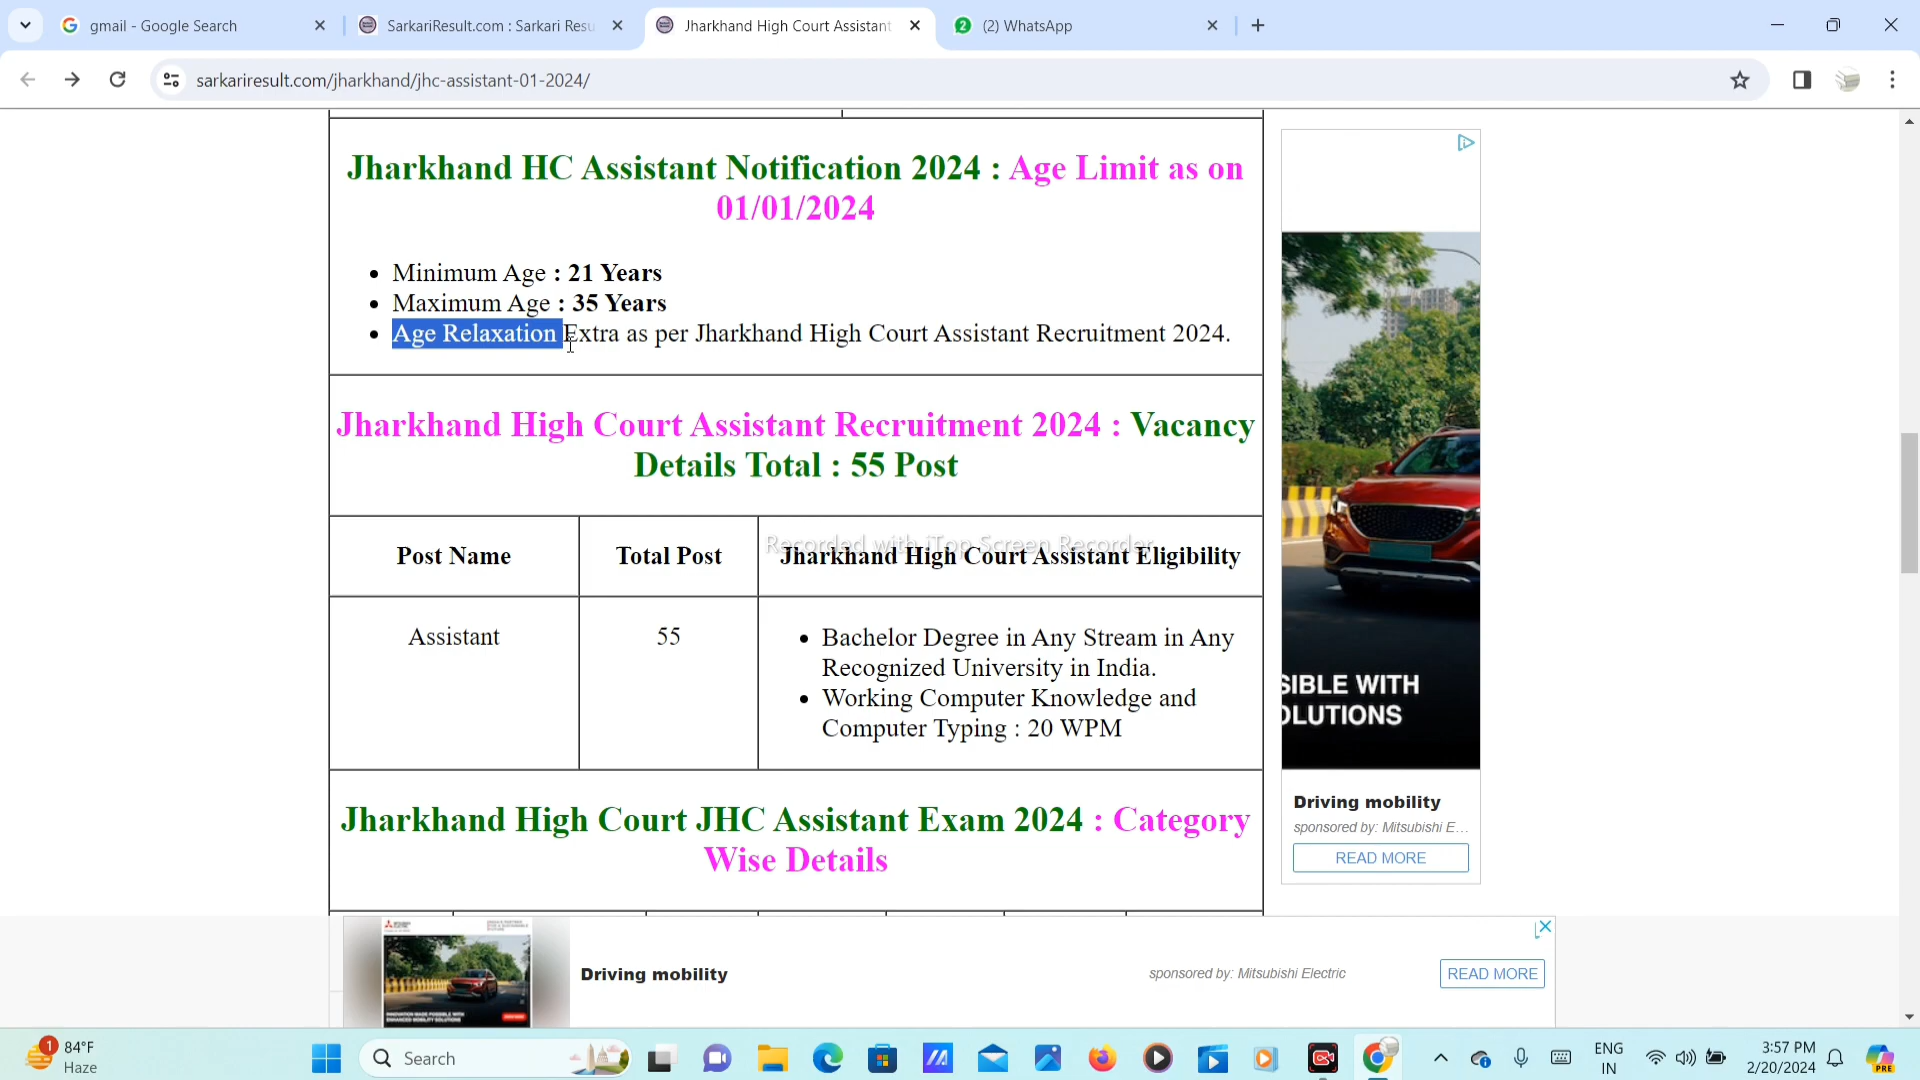 gmail - Google Search
SarkariResult.com : Sarkari Resu
Jharkhand High Court Assistant
2
(2) WhatsApp
sarkariresult.com/jharkhand/jhc-assistant-01-2024/
Jharkhand HC Assistant Notification 2024 : Age Limit as on
01/01/2024
Minimum Age : 21 Years
Maximum Age : 35 Years
Age Relaxation Extra as per Jharkhand High Court Assistant Recruitment 2024.
Jharkhand High Court Assistant Recruitment 2024 : Vacancy
Details Total : 55 Post
Recorded with iTop Screen Recorder
Post Name
Total Post
Jharkhand High Court Assistant Eligibility
Assistant
55
Bachelor Degree in Any Stream in Any
Recognized University in India.
Working Computer Knowledge and
Computer Typing : 20 WPM
Jharkhand High Court JHC Assistant Exam 2024 : Category
Wise Details
SIBLE WITH
OLUTIONS
Driving mobility
sponsored by: Mitsubishi E...
READ MORE
Driving mobility
sponsored by: Mitsubishi Electric
READ MORE
1
84°F
Haze
Search
ENG
IN
3:57 PM
2/20/2024
PRE